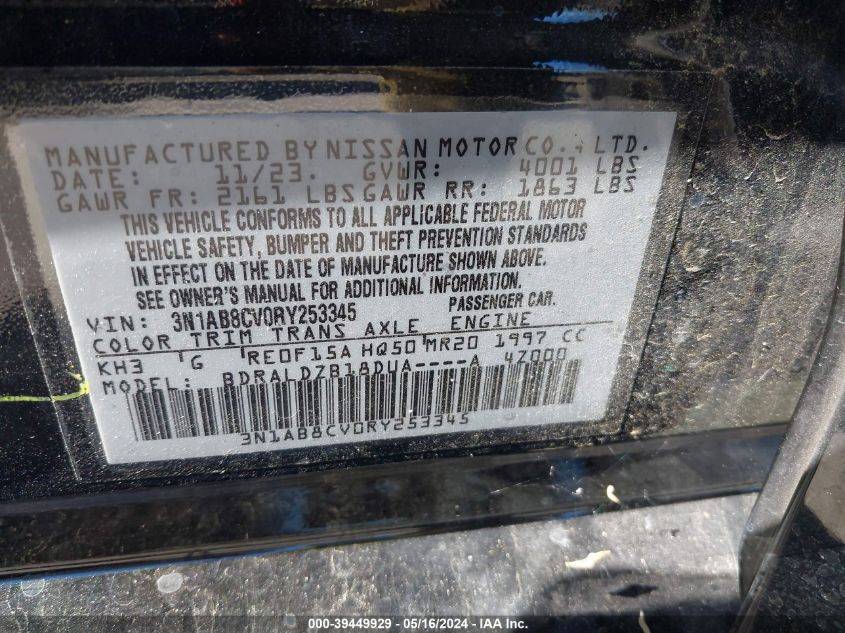 MANUFACTURED BY NISSAN MOTOR CO., LTD.
DATE: 11/23. GVWR: 4001 LBS
GAWR FR: 2161 LBS GAWR RR: 1863 LBS
THIS VEHICLE CONFORMS TO ALL APPLICABLE FEDERAL MOTOR
VEHICLE SAFETY, BUMPER AND THEFT PREVENTION STANDARDS
IN EFFECT ON THE DATE OF MANUFACTURE SHOWN ABOVE.
SEE OWNER'S MANUAL FOR ADDITIONAL INFORMATION.
VIN: 3N1AB8CV0RY253345 PASSENGER CAR.
COLOR TRIM TRANS AXLE ENGINE
KH3 G RE0F15A HQ50 MR20 1997 CC
MODEL: BDRALDZB18DUA----A 4Z000
3N1AB8CV0RY253345
000-39449929 - 05/16/2024 - IAA Inc.